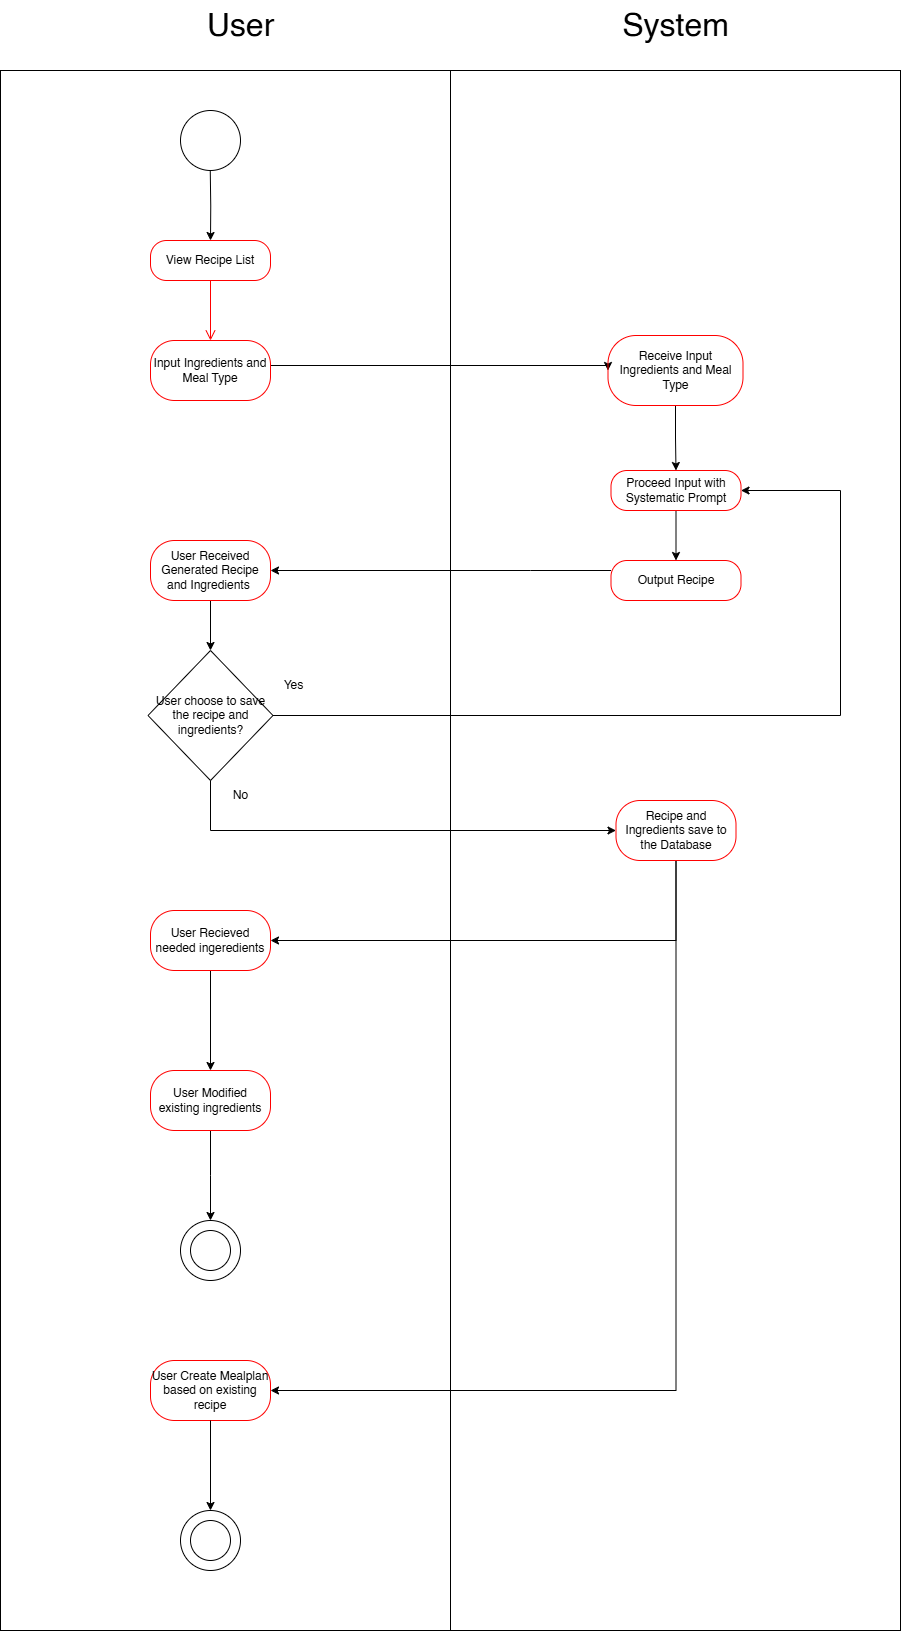 User
System
View Recipe List
Input Ingredients and
Meal Type
Receive Input
Ingredients and Meal
Type
Proceed Input with
Systematic Prompt
User Received
Generated Recipe
and Ingredients
Output Recipe
Yes
User choose to save
the recipe and
ingredients?
No
Recipe and
Ingredients save to
the Database
User Recieved
needed ingeredients
User Modified
existing ingredients
User Create Mealplan
based on existing
recipe